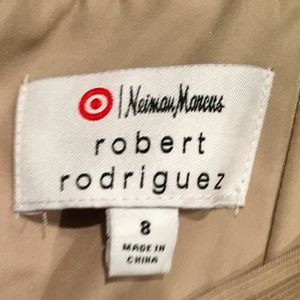 Neiman Marcus
robert
rodriguez
8
MADE IN
CHINA